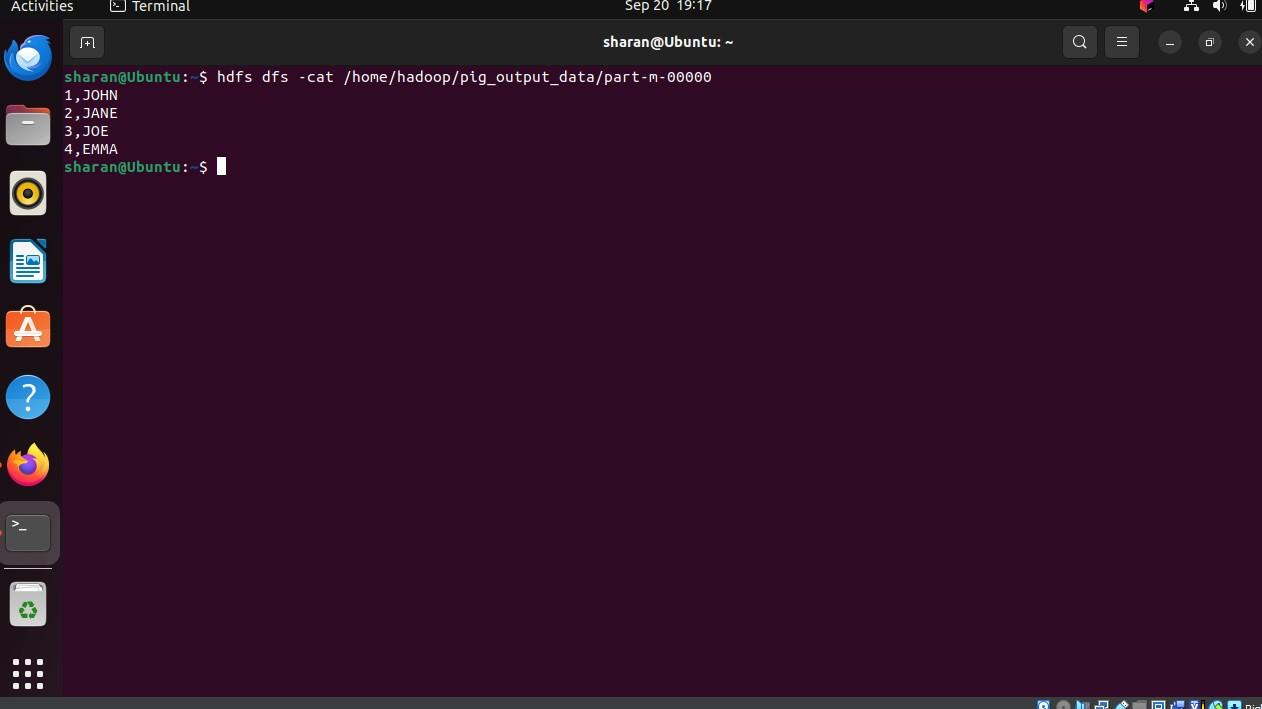 Activities Terminal Sep 20 19:17
sharan@Ubuntu: ~
sharan@Ubuntu:~$ hdfs dfs -cat /home/hadoop/pig_output_data/part-m-00000
1,JOHN
2,JANE
3,JOE
4,EMMA
sharan@Ubuntu:~$